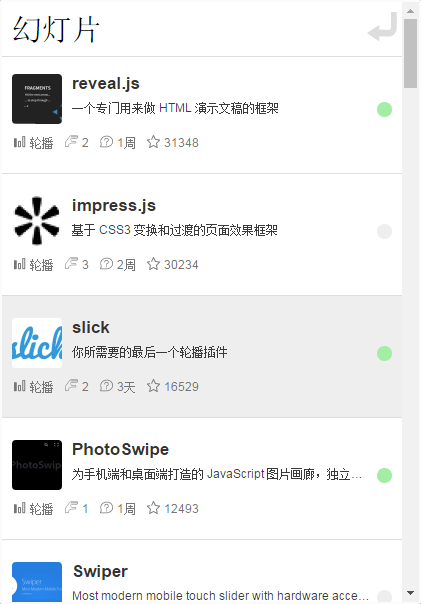 幻灯片
FRAGMENTS
reveal.js
一个专门用来做 HTML 演示文稿的框架
轮播 2 1周 31348
impress.js
基于 CSS3 变换和过渡的页面效果框架
轮播 3 2周 30234
slick
slick
你所需要的最后一个轮播插件
轮播 2 3天 16529
PhotoSwip
PhotoSwipe
为手机端和桌面端打造的 JavaScript 图片画廊，独立…
轮播 1 1周 12493
Swiper
Swiper
Most modern mobile touch slider with hardware acce…